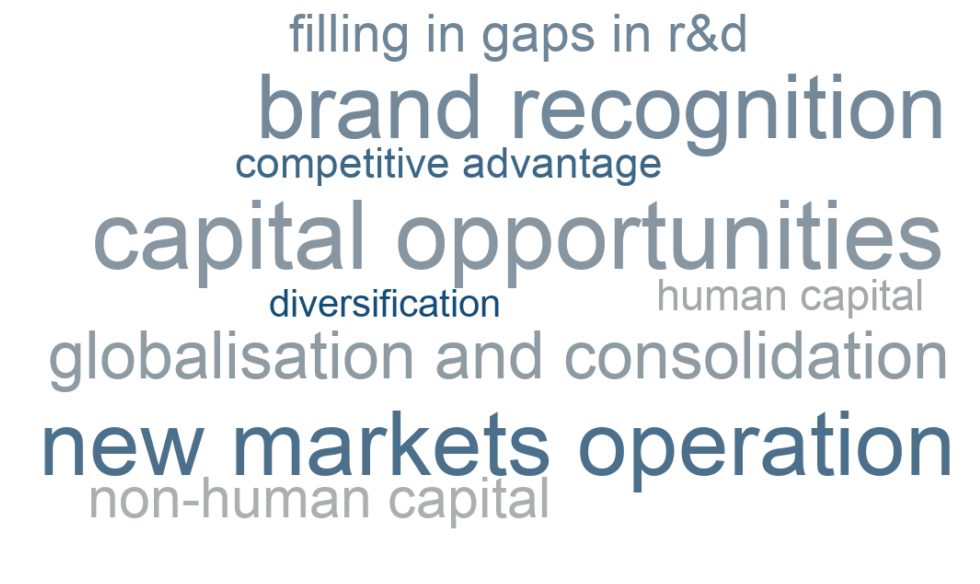 filling in gaps in r&d
brand recognition
competitive advantage
capital opportunities
human capital
diversification
globalisation and consolidation
new markets operation
non-human capital